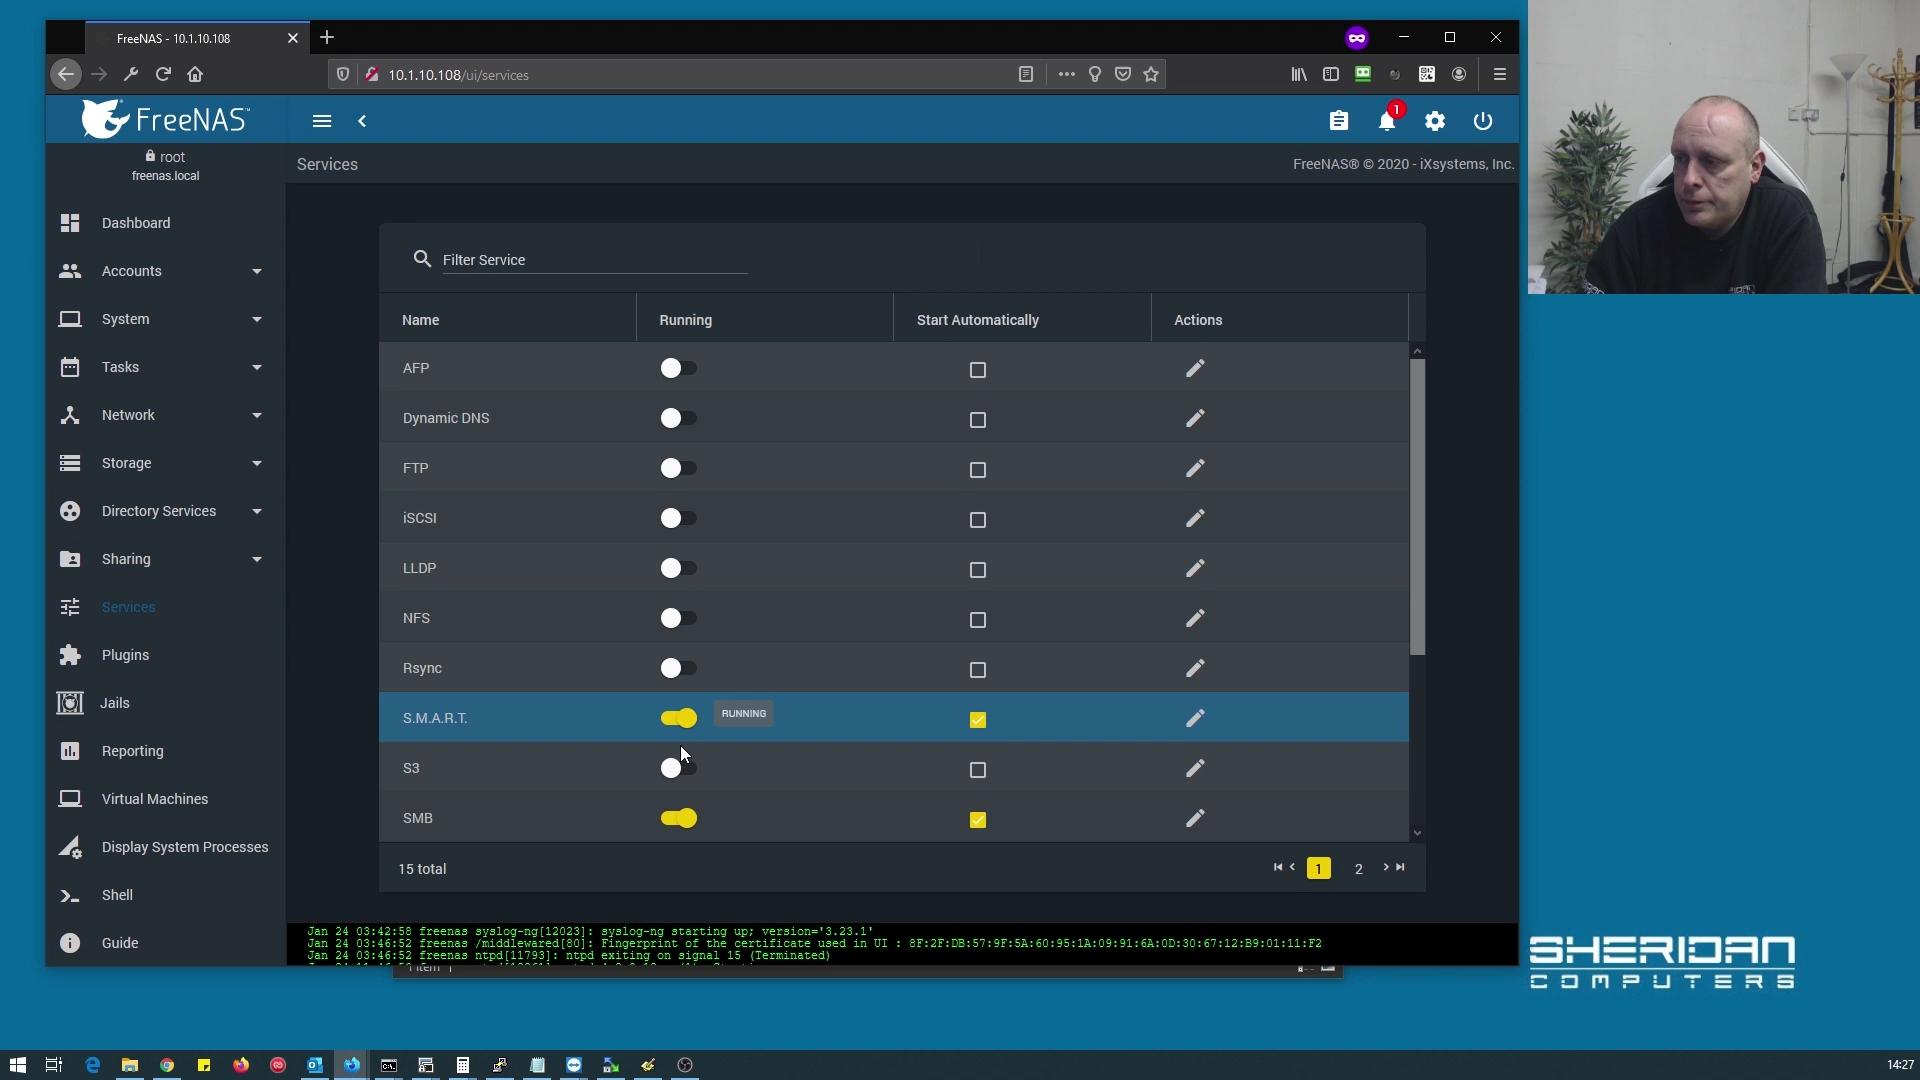 FreeNAS - 10.1.10.108
10.1.10.108/ui/services
FreeNAS™
1
root
freenas.local
Services
FreeNAS® © 2020 - iXsystems, Inc.
Dashboard
Accounts
System
Tasks
Network
Storage
Directory Services
Sharing
Services
Plugins
Jails
Reporting
Virtual Machines
Display System Processes
Shell
Guide
Filter Service
Name Running Start Automatically Actions
AFP
Dynamic DNS
FTP
iSCSI
LLDP
NFS
Rsync
S.M.A.R.T. RUNNING
S3
SMB
15 total
1 2
Jan 24 03:42:58 freenas syslog-ng[12023]: syslog-ng starting up; version='3.23.1'
Jan 24 03:46:52 freenas /middlewared[80]: Fingerprint of the certificate used in UI : 8F:2F:DB:57:9F:5A:60:95:1A:09:91:6A:0D:30:67:12:B9:01:11:F2
Jan 24 03:46:52 freenas ntpd[11793]: ntpd exiting on signal 15 (Terminated)
SHERIDAN
COMPUTERS
14:27